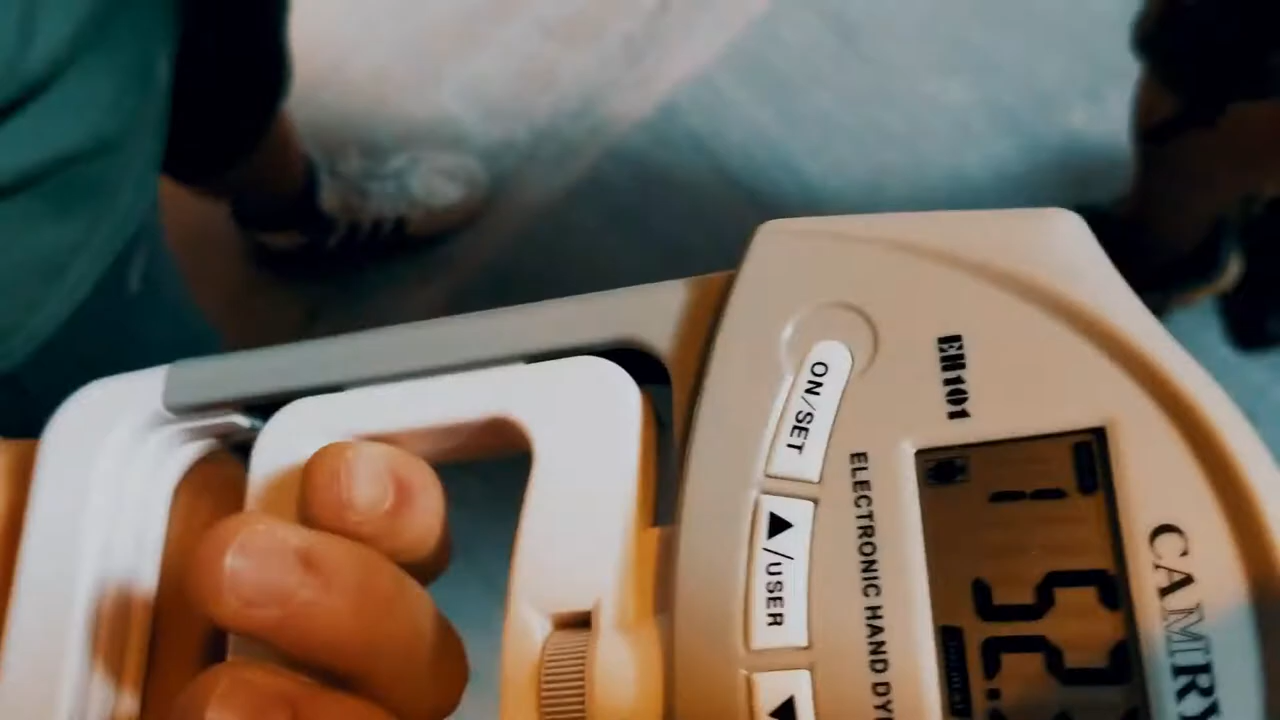 CAMRY
EH101
ELECTRONIC HAND DY
ON/SET
▲/USER
▼